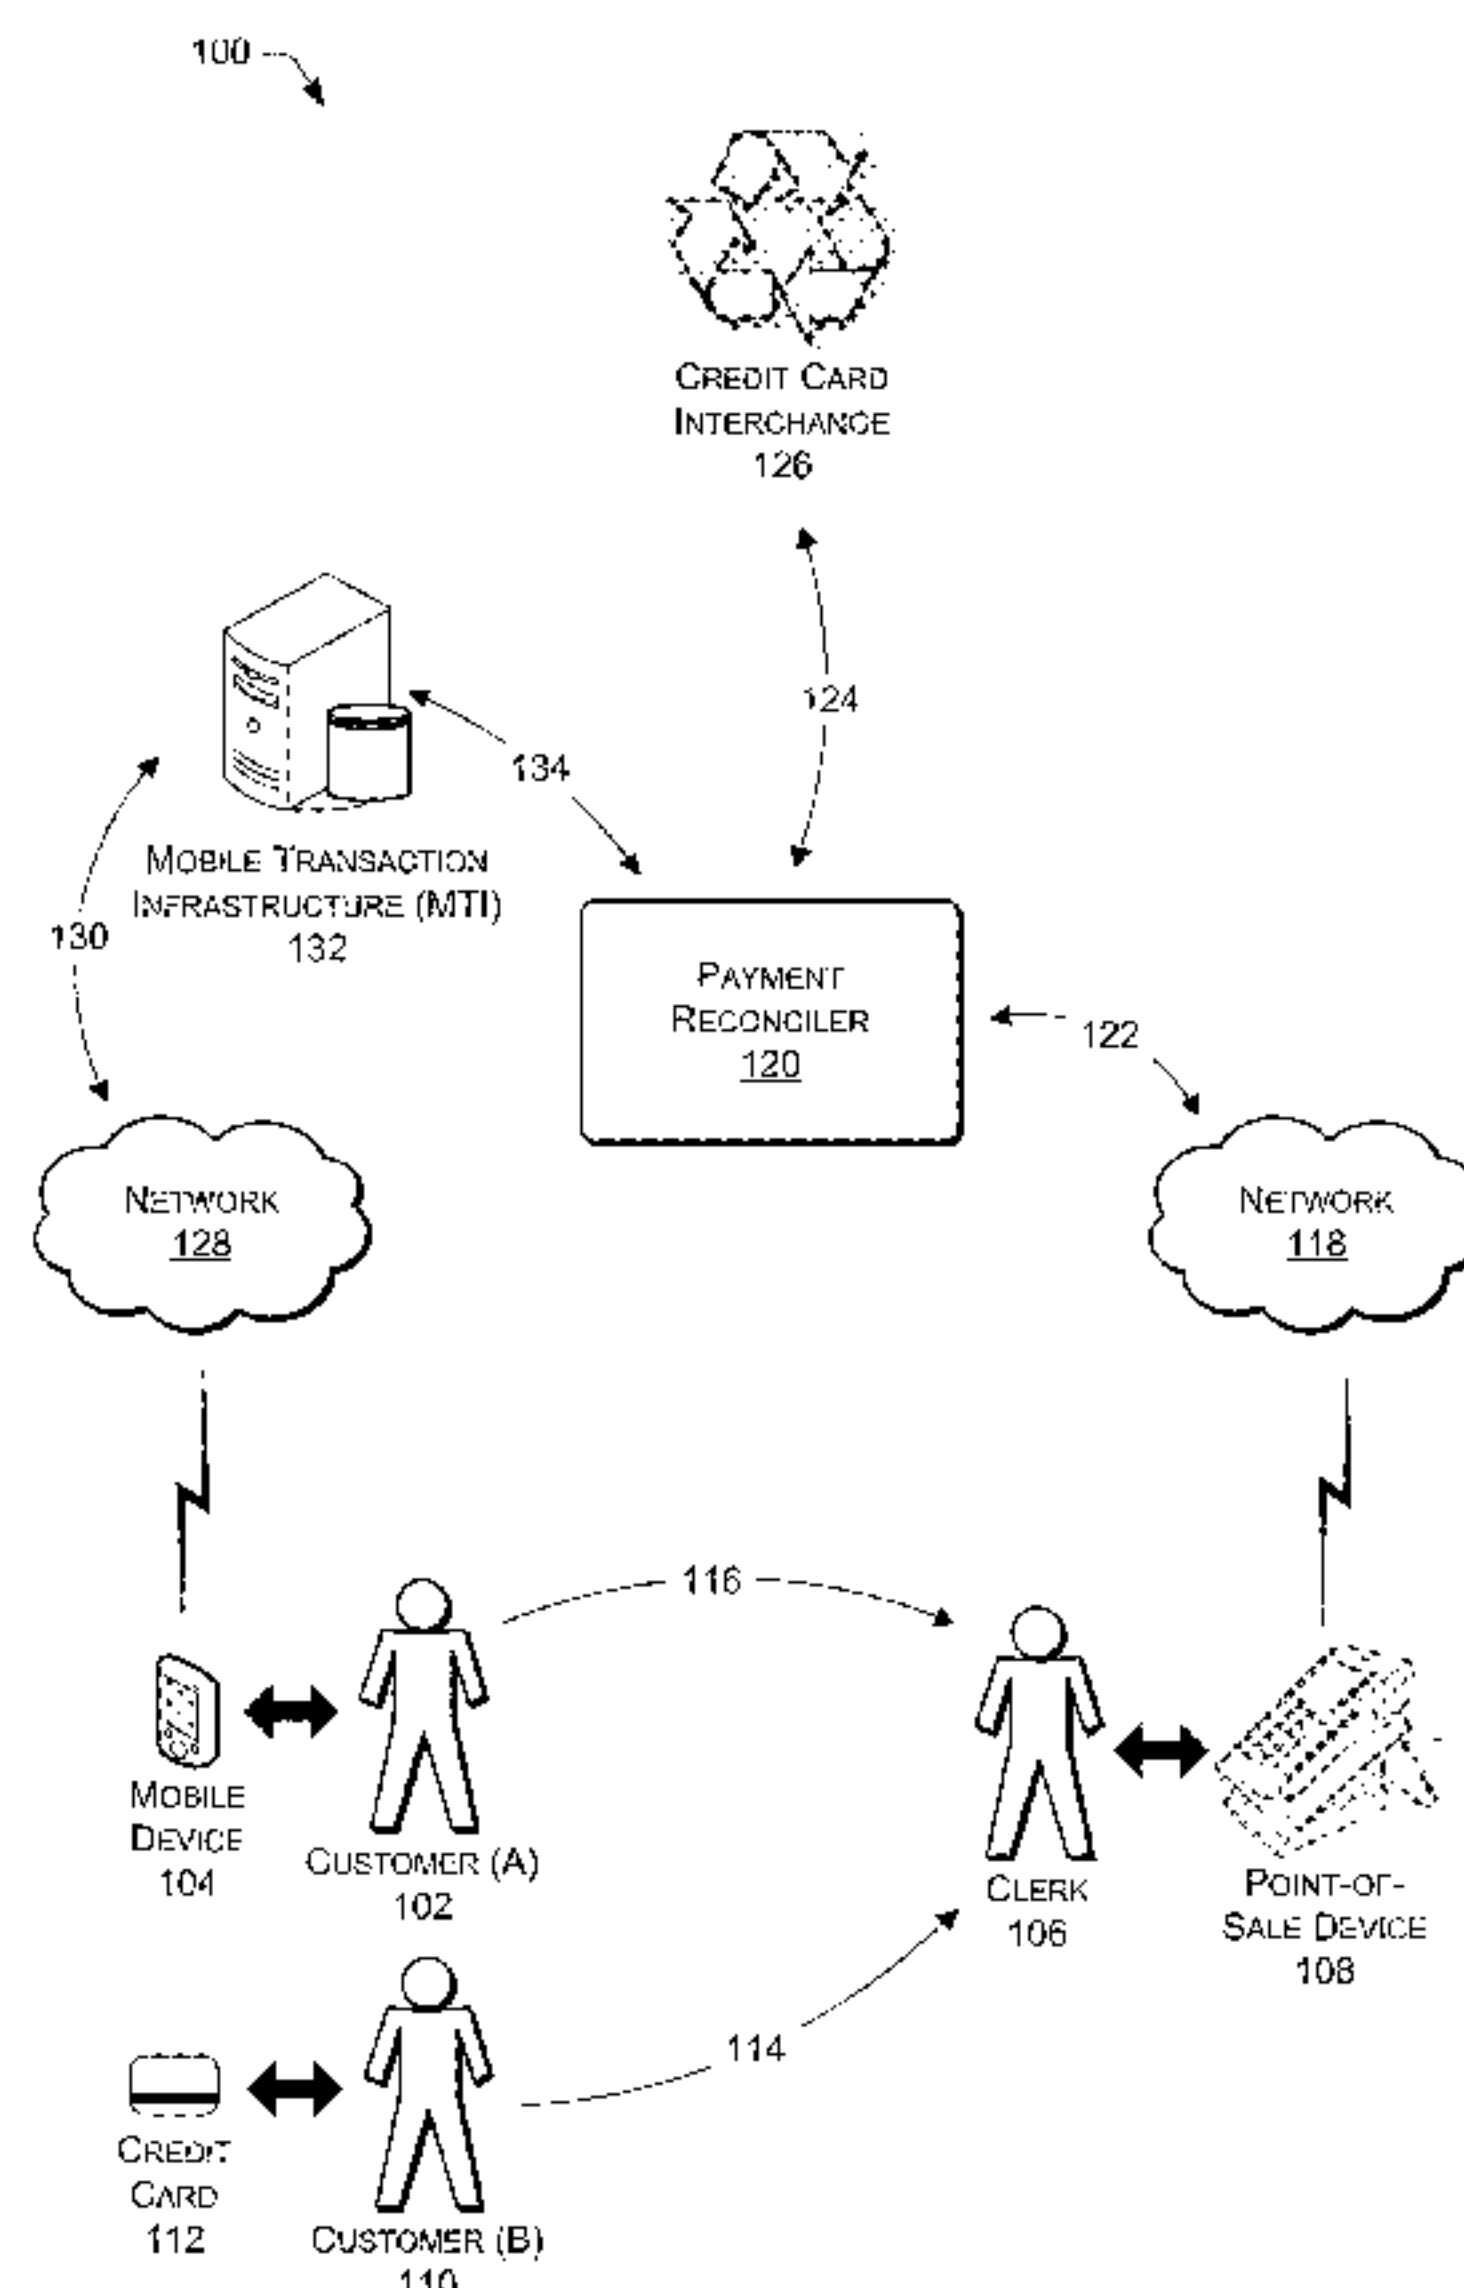 100
CREDIT CARD
INTERCHANGE
126
124
134
MOBILE TRANSACTION
INFRASTRUCTURE (MTI)
132
130
PAYMENT
RECONCILER
120
122
NETWORK
128
NETWORK
118
116
MOBILE
DEVICE
104
CUSTOMER (A)
102
CLERK
106
POINT-OF-
SALE DEVICE
108
114
CREDIT
CARD
112
CUSTOMER (B)
110